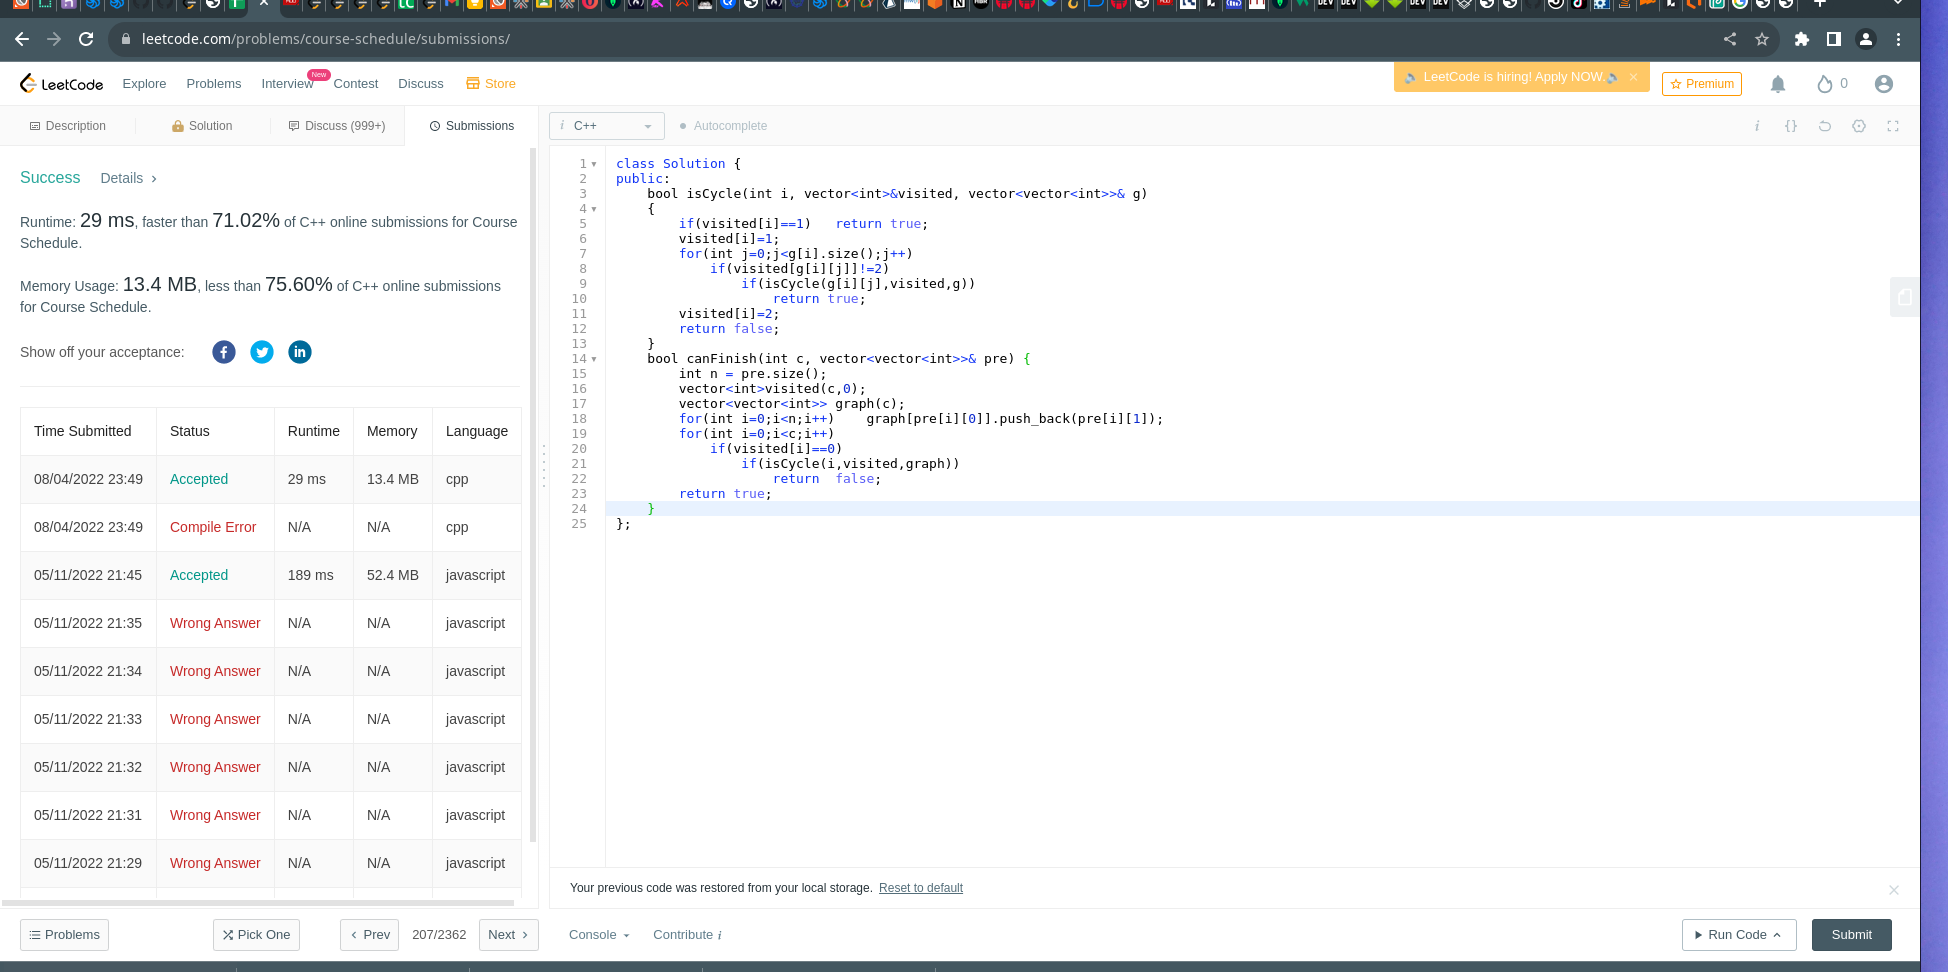 leetcode.com/problems/course-schedule/submissions/
LeetCode Explore Problems Interview New Contest Discuss Store LeetCode is hiring! Apply NOW. Premium 0
Description Solution Discuss (999+) Submissions
i C++ Autocomplete i {}
Success Details
Runtime: 29 ms, faster than 71.02% of C++ online submissions for Course
Schedule.
Memory Usage: 13.4 MB, less than 75.60% of C++ online submissions
for Course Schedule.
Show off your acceptance:
Time Submitted Status Runtime Memory Language
08/04/2022 23:49 Accepted 29 ms 13.4 MB cpp
08/04/2022 23:49 Compile Error N/A N/A cpp
05/11/2022 21:45 Accepted 189 ms 52.4 MB javascript
05/11/2022 21:35 Wrong Answer N/A N/A javascript
05/11/2022 21:34 Wrong Answer N/A N/A javascript
05/11/2022 21:33 Wrong Answer N/A N/A javascript
05/11/2022 21:32 Wrong Answer N/A N/A javascript
05/11/2022 21:31 Wrong Answer N/A N/A javascript
05/11/2022 21:29 Wrong Answer N/A N/A javascript
1 class Solution {
2 public:
3     bool isCycle(int i, vector<int>&visited, vector<vector<int>>& g)
4     {
5         if(visited[i]==1)   return true;
6         visited[i]=1;
7         for(int j=0;j<g[i].size();j++)
8             if(visited[g[i][j]]!=2)
9                 if(isCycle(g[i][j],visited,g))
10                     return true;
11         visited[i]=2;
12         return false;
13     }
14     bool canFinish(int c, vector<vector<int>>& pre) {
15         int n = pre.size();
16         vector<int>visited(c,0);
17         vector<vector<int>> graph(c);
18         for(int i=0;i<n;i++)    graph[pre[i][0]].push_back(pre[i][1]);
19         for(int i=0;i<c;i++)
20             if(visited[i]==0)
21                 if(isCycle(i,visited,graph))
22                     return  false;
23         return true;
24     }
25 };
Your previous code was restored from your local storage. Reset to default
Problems Pick One Prev 207/2362 Next Console Contribute i Run Code Submit